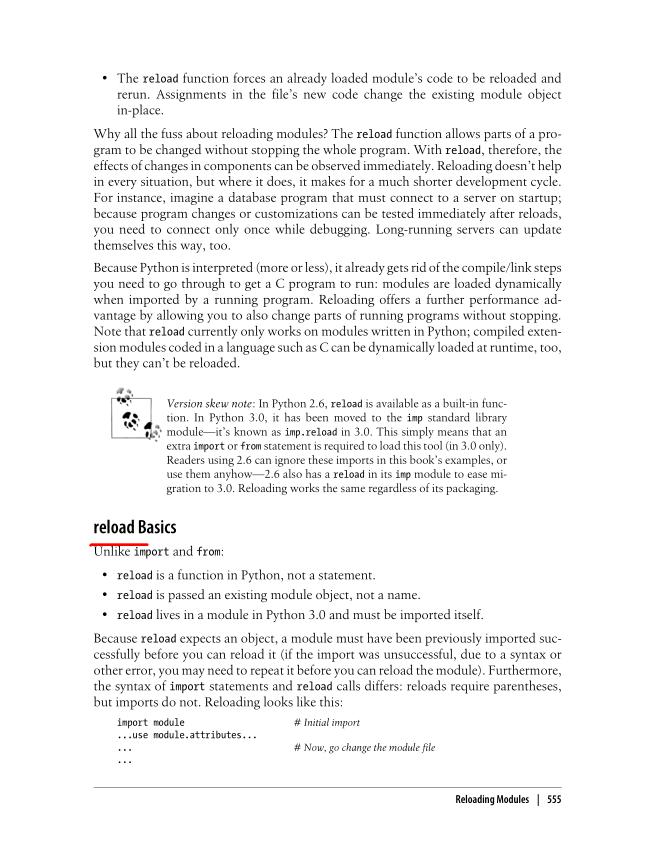 • The reload function forces an already loaded module's code to be reloaded and
rerun. Assignments in the file's new code change the existing module object
in-place.
Why all the fuss about reloading modules? The reload function allows parts of a pro-
gram to be changed without stopping the whole program. With reload, therefore, the
effects of changes in components can be observed immediately. Reloading doesn't help
in every situation, but where it does, it makes for a much shorter development cycle.
For instance, imagine a database program that must connect to a server on startup;
because program changes or customizations can be tested immediately after reloads,
you need to connect only once while debugging. Long-running servers can update
themselves this way, too.
Because Python is interpreted (more or less), it already gets rid of the compile/link steps
you need to go through to get a C program to run: modules are loaded dynamically
when imported by a running program. Reloading offers a further performance ad-
vantage by allowing you to also change parts of running programs without stopping.
Note that reload currently only works on modules written in Python; compiled exten-
sion modules coded in a language such as C can be dynamically loaded at runtime, too,
but they can't be reloaded.
Version skew note: In Python 2.6, reload is available as a built-in func-
tion. In Python 3.0, it has been moved to the imp standard library
module—it's known as imp.reload in 3.0. This simply means that an
extra import or from statement is required to load this tool (in 3.0 only).
Readers using 2.6 can ignore these imports in this book's examples, or
use them anyhow—2.6 also has a reload in its imp module to ease mi-
gration to 3.0. Reloading works the same regardless of its packaging.
reload Basics
Unlike import and from:
• reload is a function in Python, not a statement.
• reload is passed an existing module object, not a name.
• reload lives in a module in Python 3.0 and must be imported itself.
Because reload expects an object, a module must have been previously imported suc-
cessfully before you can reload it (if the import was unsuccessful, due to a syntax or
other error, you may need to repeat it before you can reload the module). Furthermore,
the syntax of import statements and reload calls differs: reloads require parentheses,
but imports do not. Reloading looks like this:
import module # Initial import
...use module.attributes...
... # Now, go change the module file
...
Reloading Modules | 555